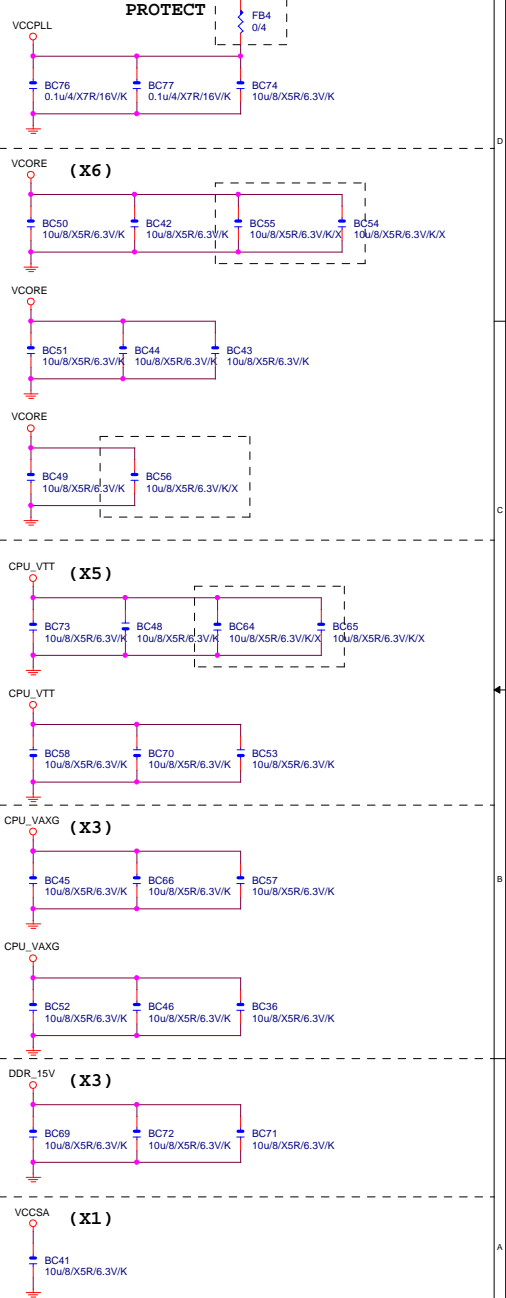 PROTECT
FB4
0/4
VCCPLL
BC76
0.1u/4/X7R/16V/K
BC77
0.1u/4/X7R/16V/K
BC74
10u/8/X5R/6.3V/K
D
VCORE
(X6)
BC50
10u/8/X5R/6.3V/K
BC42
10u/8/X5R/6.3V/K
BC55
10u/8/X5R/6.3V/K/X
BC54
10u/8/X5R/6.3V/K/X
VCORE
BC51
10u/8/X5R/6.3V/K
BC44
10u/8/X5R/6.3V/K
BC43
10u/8/X5R/6.3V/K
VCORE
BC49
10u/8/X5R/6.3V/K
BC56
10u/8/X5R/6.3V/K/X
C
CPU_VTT
(X5)
BC73
10u/8/X5R/6.3V/K
BC48
10u/8/X5R/6.3V/K
BC64
10u/8/X5R/6.3V/K/X
BC65
10u/8/X5R/6.3V/K/X
CPU_VTT
BC58
10u/8/X5R/6.3V/K
BC70
10u/8/X5R/6.3V/K
BC53
10u/8/X5R/6.3V/K
CPU_VAXG
(X3)
BC45
10u/8/X5R/6.3V/K
BC66
10u/8/X5R/6.3V/K
BC57
10u/8/X5R/6.3V/K
B
CPU_VAXG
BC52
10u/8/X5R/6.3V/K
BC46
10u/8/X5R/6.3V/K
BC36
10u/8/X5R/6.3V/K
DDR_15V
(X3)
BC69
10u/8/X5R/6.3V/K
BC72
10u/8/X5R/6.3V/K
BC71
10u/8/X5R/6.3V/K
VCCSA
(X1)
BC41
10u/8/X5R/6.3V/K
A